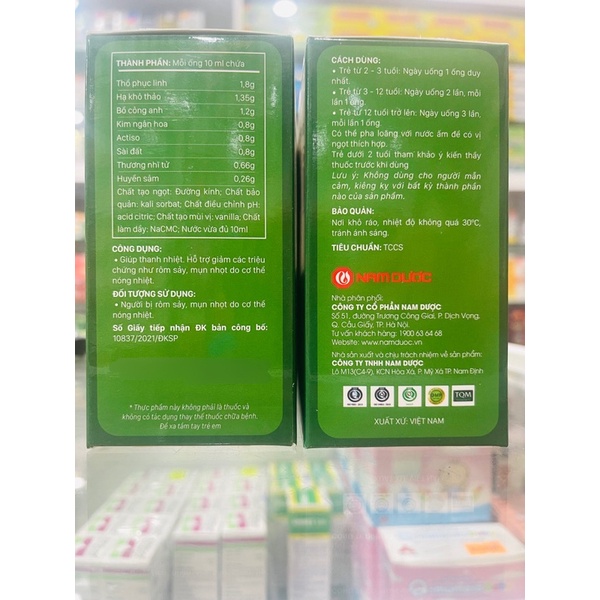 THÀNH PHẦN: Mỗi ống 10 ml chứa
Thổ phục linh 1,8g
Hạ khô thảo 1,35g
Bồ công anh 1,2g
Kim ngân hoa 0,8g
Actiso 0,8g
Sài đất 0,8g
Thương nhĩ tử 0,66g
Huyền sâm 0,26g
Chất tạo ngọt: Đường kính; Chất bảo
quản: kali sorbat; Chất điều chỉnh pH:
acid citric; Chất tạo mùi vị: vanilla; Chất
làm dầy: NaCMC; Nước vừa đủ 10ml
CÔNG DỤNG:
• Giúp thanh nhiệt. Hỗ trợ giảm các triệu
chứng như rôm sảy, mụn nhọt do cơ thể
nóng nhiệt.
ĐỐI TƯỢNG SỬ DỤNG:
• Người bị rôm sảy, mụn nhọt do cơ thể
nóng nhiệt.
Số Giấy tiếp nhận ĐK bản công bố:
10837/2021/ĐKSP
* Thực phẩm này không phải là thuốc và
không có tác dụng thay thế thuốc chữa bệnh.
Để xa tầm tay trẻ em
CÁCH DÙNG:
• Trẻ từ 2 - 3 tuổi: Ngày uống 1 ống duy
nhất.
• Trẻ từ 3 - 12 tuổi: Ngày uống 2 lần, mỗi
lần 1 ống.
• Trẻ từ 12 tuổi trở lên: Ngày uống 3 lần,
mỗi lần 1 ống.
Có thể pha loãng với nước ấm để có vị
ngọt thích hợp.
Trẻ dưới 2 tuổi tham khảo ý kiến thầy
thuốc trước khi dùng
Lưu ý: Không dùng cho người mẫn
cảm, kiêng kỵ với bất kỳ thành phần
nào của sản phẩm.
BẢO QUẢN:
Nơi khô ráo, nhiệt độ không quá 30°C,
tránh ánh sáng.
TIÊU CHUẨN: TCCS
NAM DƯỢC
Nhà phân phối:
CÔNG TY CỔ PHẦN NAM DƯỢC
Số 51, đường Trương Công Giai, P. Dịch Vọng,
Q. Cầu Giấy, TP. Hà Nội.
Tư vấn khách hàng: 1900 63 64 68
Website: www.namduoc.vn
Nhà sản xuất và chịu trách nhiệm về sản phẩm:
CÔNG TY TNHH NAM DƯỢC
Lô M13(C4-9), KCN Hòa Xá, P. Mỹ Xá, TP. Nam Định
TQM
XUẤT XỨ: VIỆT NAM